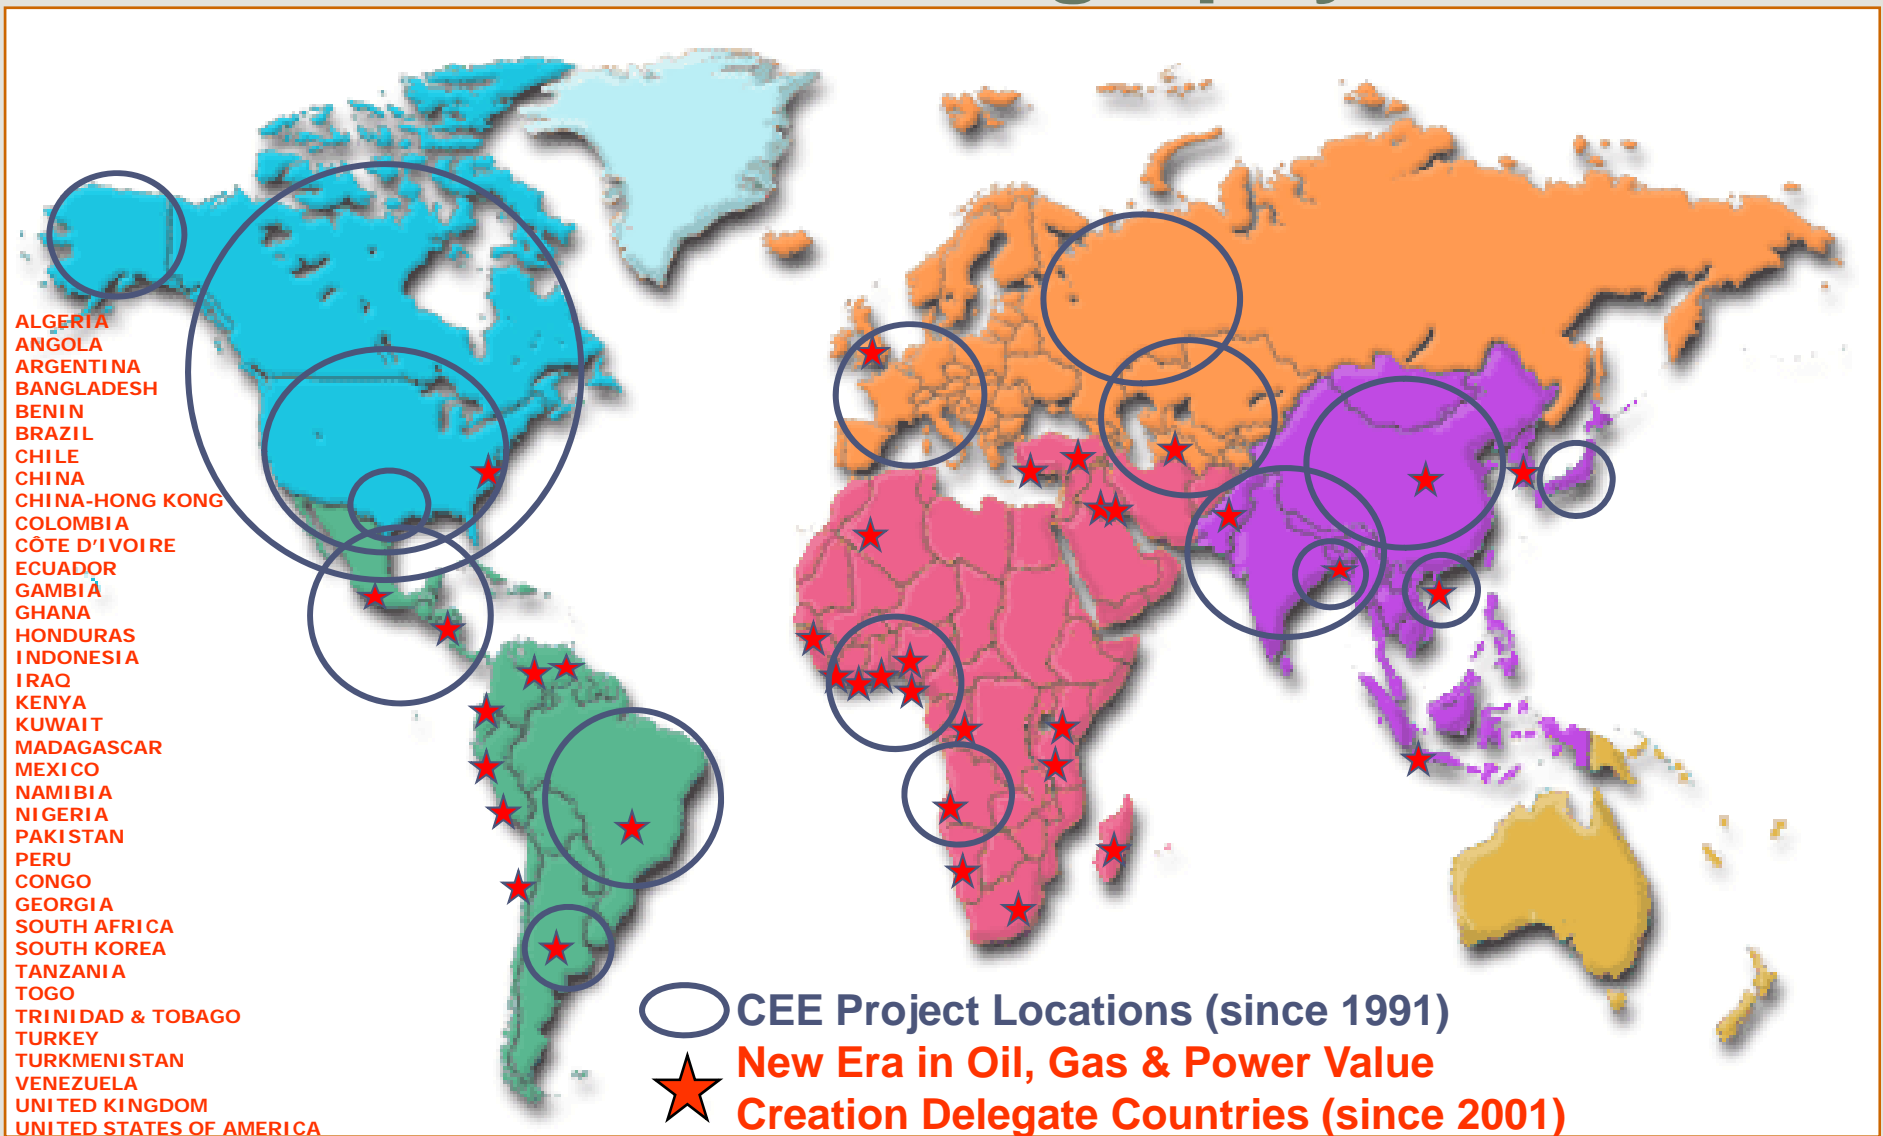 ALGERIA
ANGOLA
ARGENTINA
BANGLADESH
BENIN
BRAZIL
CHILE
CHINA
CHINA-HONG KONG
COLOMBIA
CÔTE D'IVOIRE
ECUADOR
GAMBIA
GHANA
HONDURAS
INDONESIA
IRAQ
KENYA
KUWAIT
MADAGASCAR
MEXICO
NAMIBIA
NIGERIA
PAKISTAN
PERU
CONGO
GEORGIA
SOUTH AFRICA
SOUTH KOREA
TANZANIA
TOGO
TRINIDAD & TOBAGO
TURKEY
TURKMENISTAN
VENEZUELA
UNITED KINGDOM
UNITED STATES OF AMERICA
CEE Project Locations (since 1991)
New Era in Oil, Gas & Power Value
Creation Delegate Countries (since 2001)